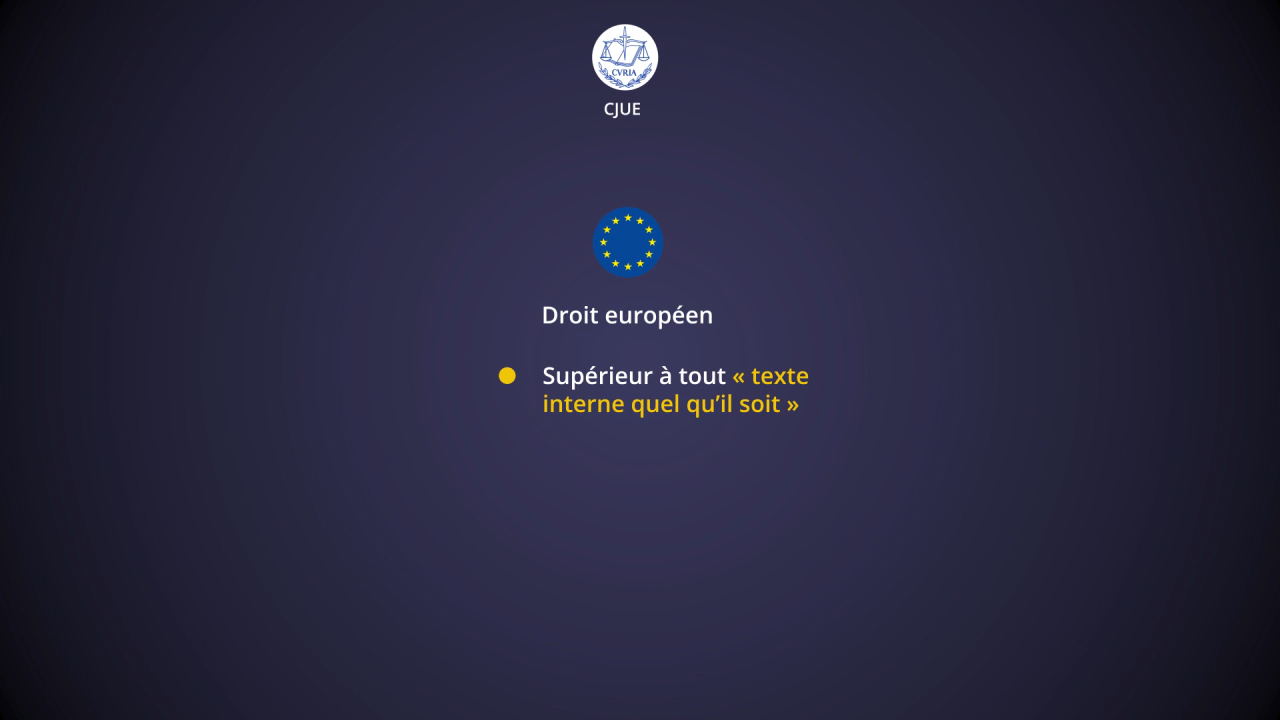 CVRIA
CJUE
Droit européen
Supérieur à tout « texte
interne quel qu’il soit »